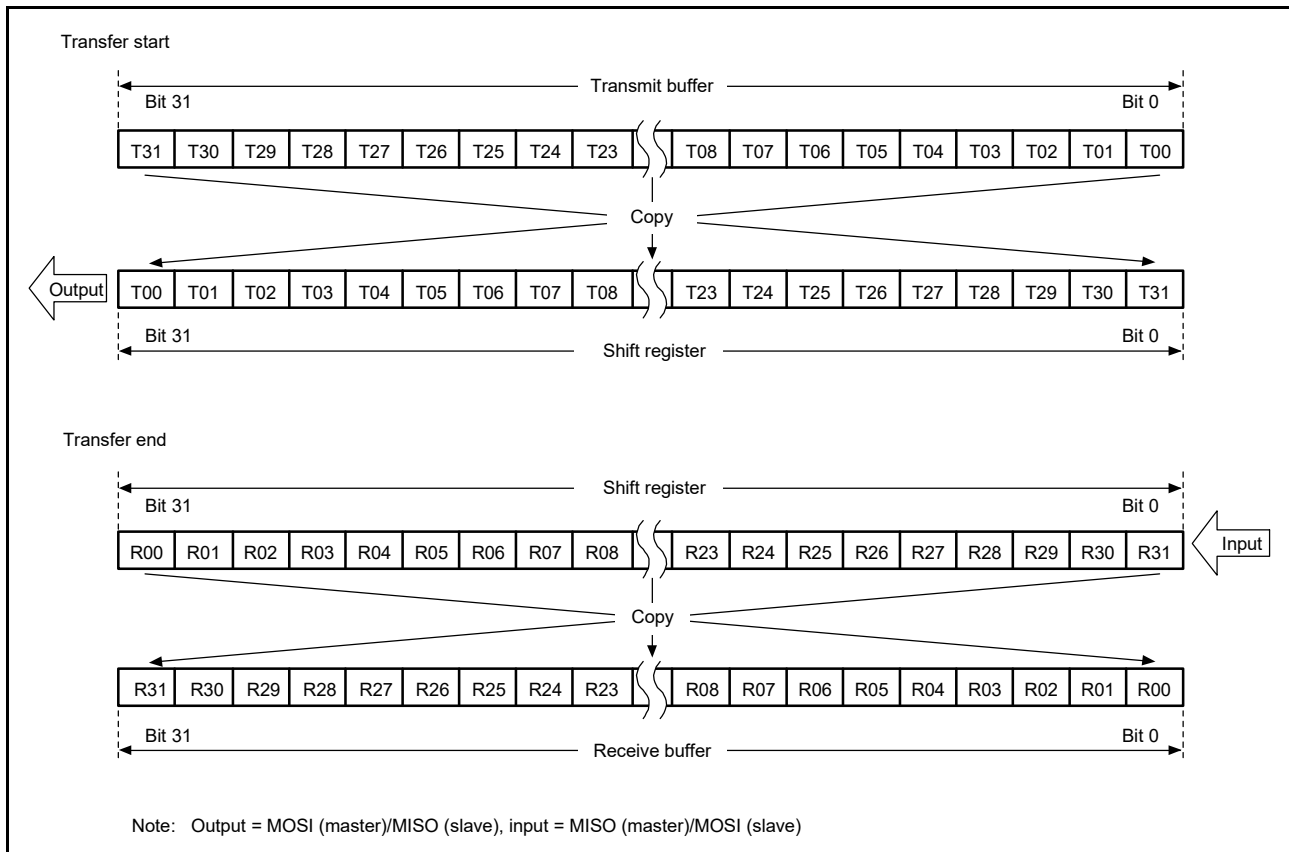 Transfer start
Transmit buffer
Bit 31 Bit 0
T31 T30 T29 T28 T27 T26 T25 T24 T23 T08 T07 T06 T05 T04 T03 T02 T01 T00
Copy
Output T00 T01 T02 T03 T04 T05 T06 T07 T08 T23 T24 T25 T26 T27 T28 T29 T30 T31
Bit 31 Bit 0
Shift register
Transfer end
Shift register
Bit 31 Bit 0
R00 R01 R02 R03 R04 R05 R06 R07 R08 R23 R24 R25 R26 R27 R28 R29 R30 R31 Input
Copy
R31 R30 R29 R28 R27 R26 R25 R24 R23 R08 R07 R06 R05 R04 R03 R02 R01 R00
Bit 31 Bit 0
Receive buffer
Note: Output = MOSI (master)/MISO (slave), input = MISO (master)/MOSI (slave)